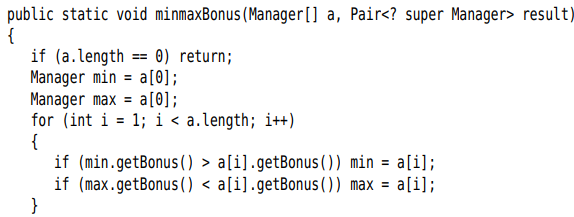 public static void minmaxBonus(Manager[] a, Pair<? super Manager> result)
{
if (a.length == 0) return;
Manager min = a[0];
Manager max = a[0];
for (int i = 1; i < a.length; i++)
{
if (min.getBonus() > a[i].getBonus()) min = a[i];
if (max.getBonus() < a[i].getBonus()) max = a[i];
}